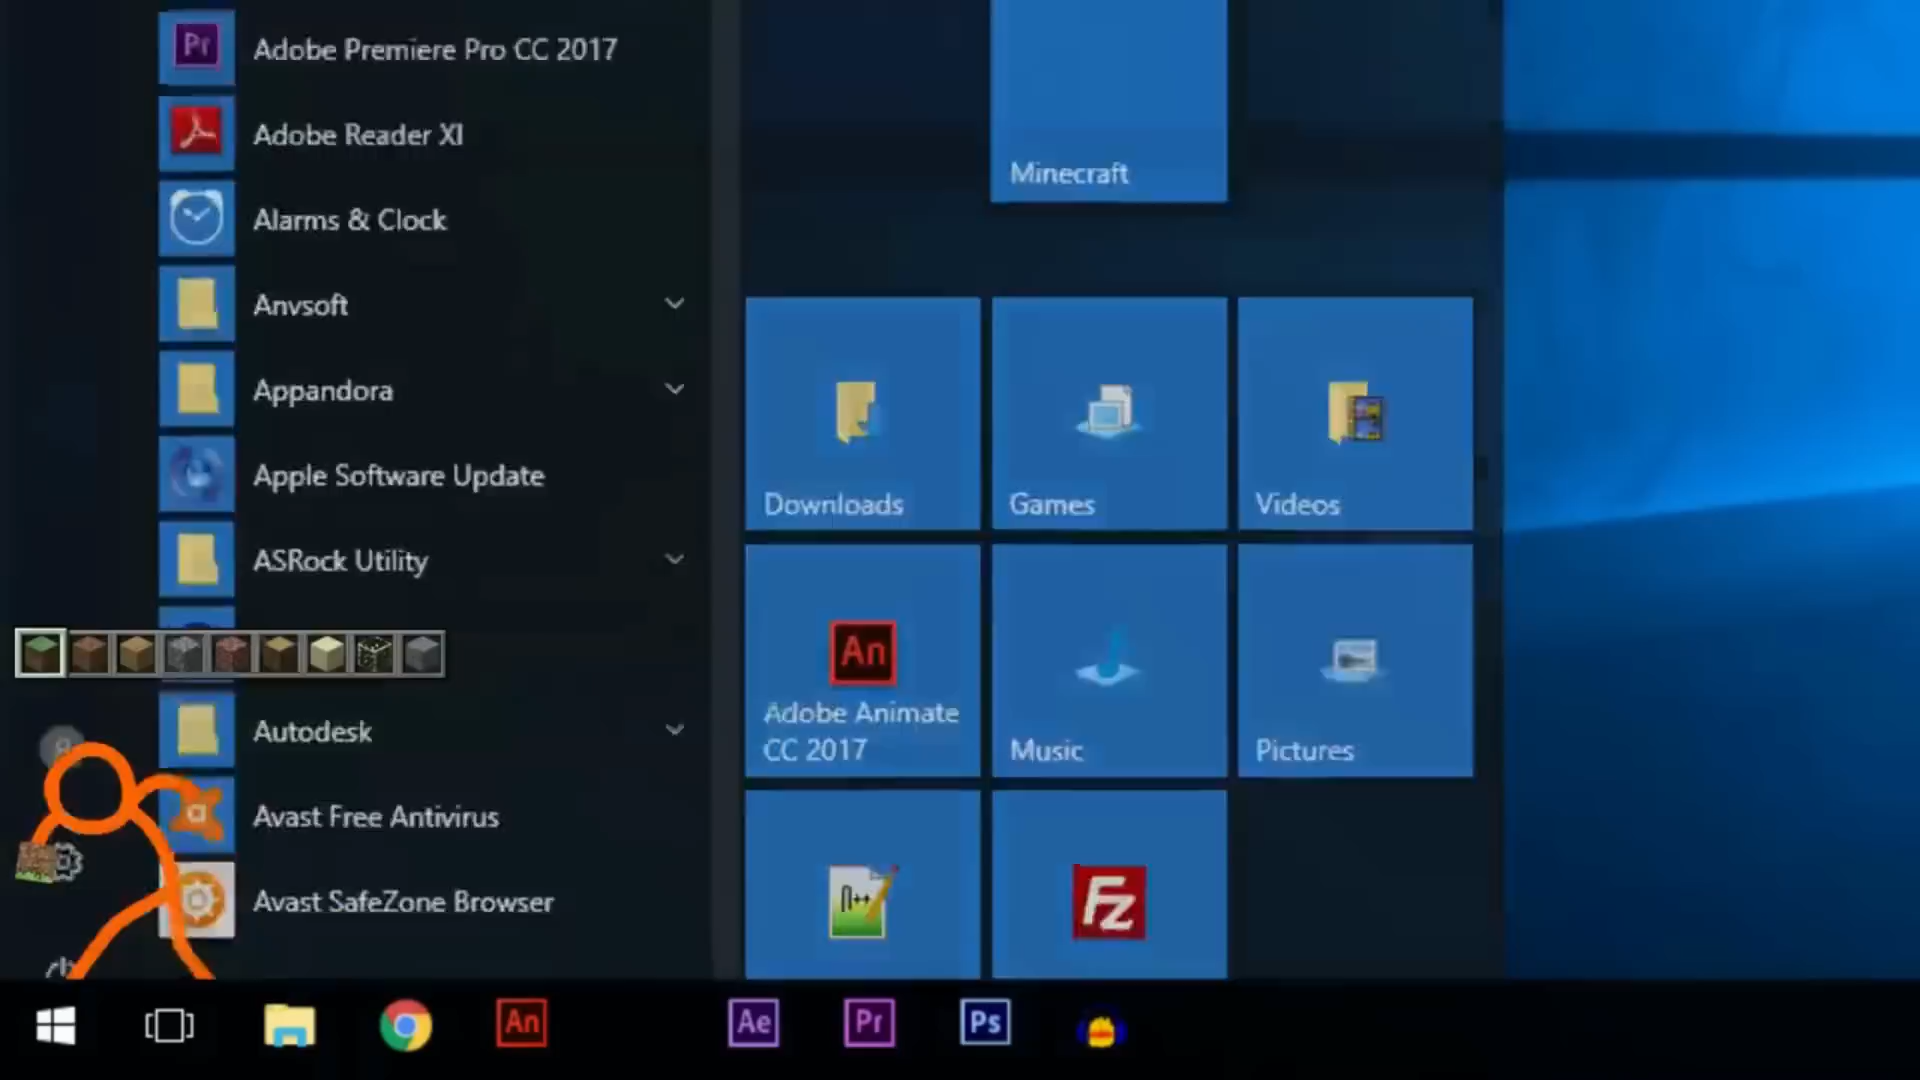 Pr
Adobe Premiere Pro CC 2017
Adobe Reader XI
Alarms & Clock
Anvsoft
Appandora
Apple Software Update
ASRock Utility
Autodesk
Avast Free Antivirus
Avast SafeZone Browser
Minecraft
Downloads
Games
Videos
An
Adobe Animate
CC 2017
Music
Pictures
n++
FZ
An
Ae
Pr
Ps